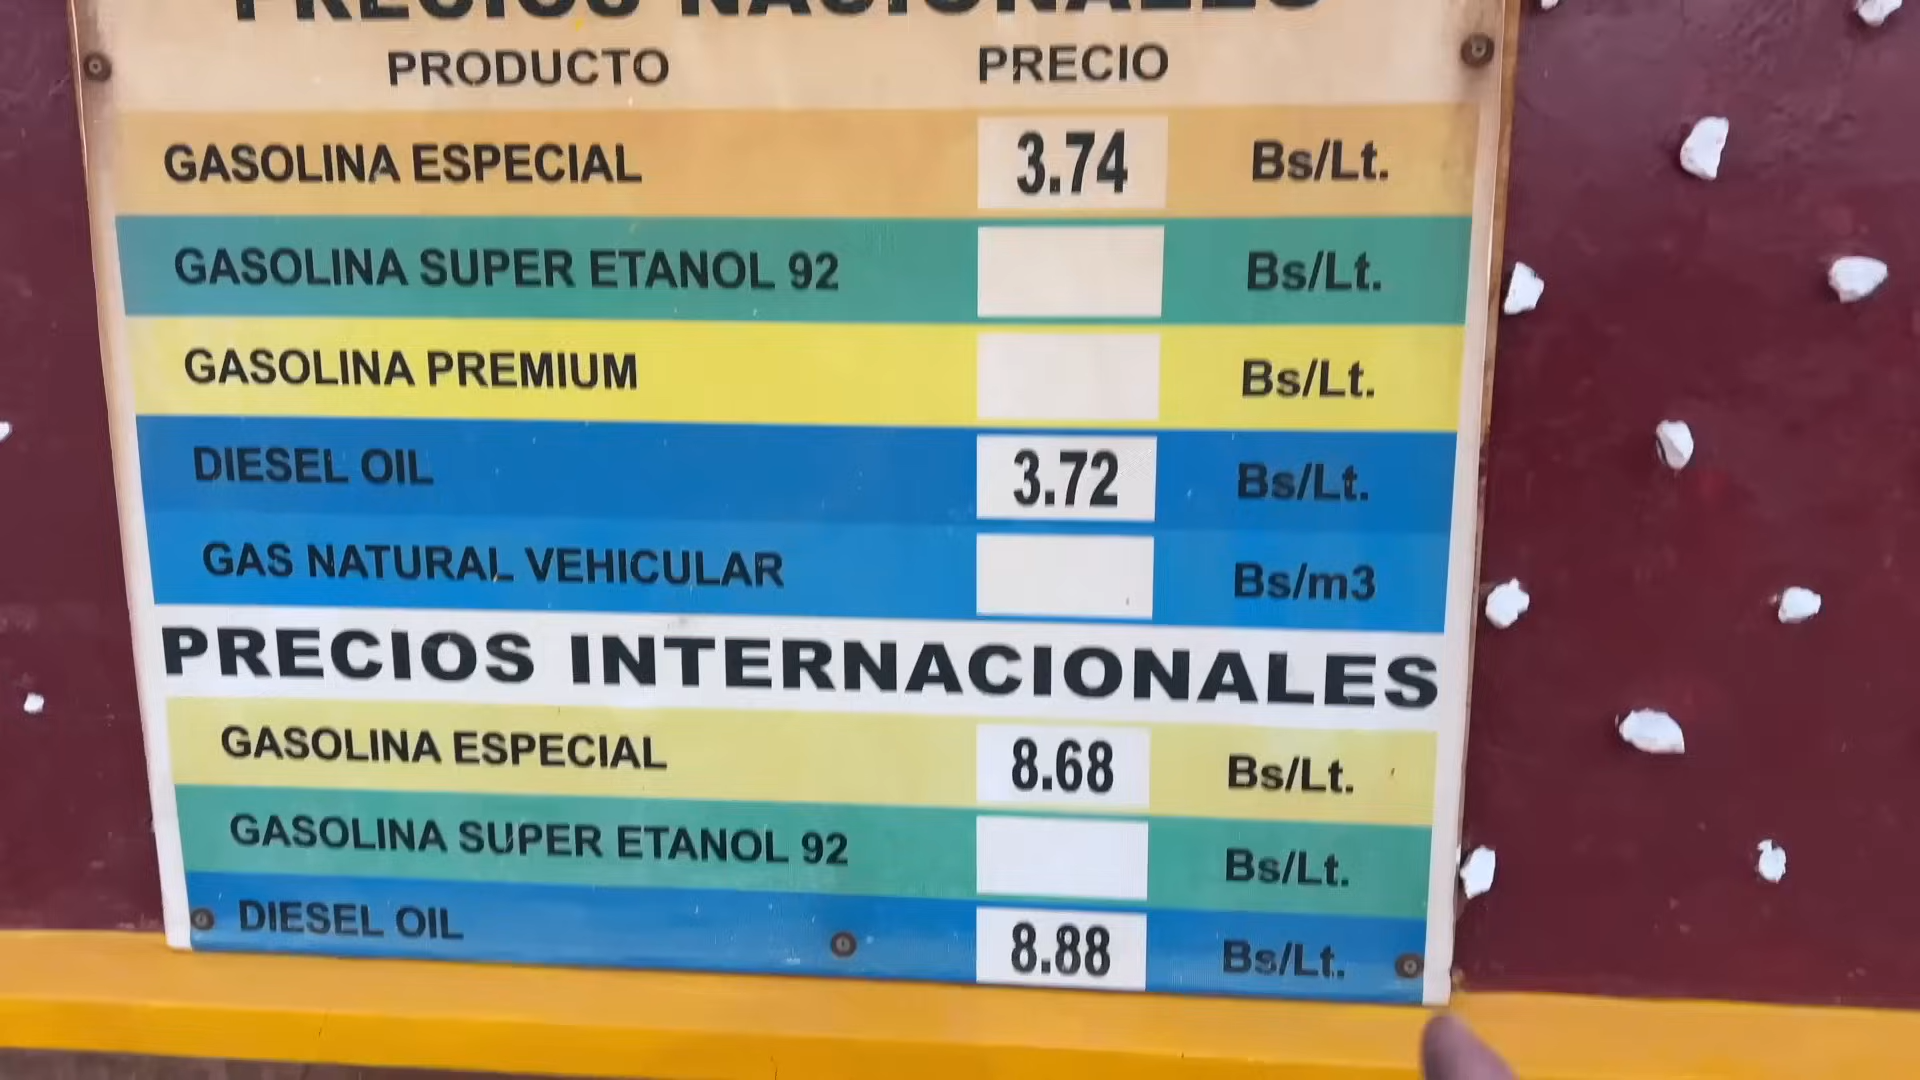 PRECIOS NACIONALES
PRODUCTO PRECIO
GASOLINA ESPECIAL 3.74 Bs/Lt.
GASOLINA SUPER ETANOL 92 Bs/Lt.
GASOLINA PREMIUM Bs/Lt.
DIESEL OIL 3.72 Bs/Lt.
GAS NATURAL VEHICULAR Bs/m3
PRECIOS INTERNACIONALES
GASOLINA ESPECIAL 8.68 Bs/Lt.
GASOLINA SUPER ETANOL 92 Bs/Lt.
DIESEL OIL 8.88 Bs/Lt.